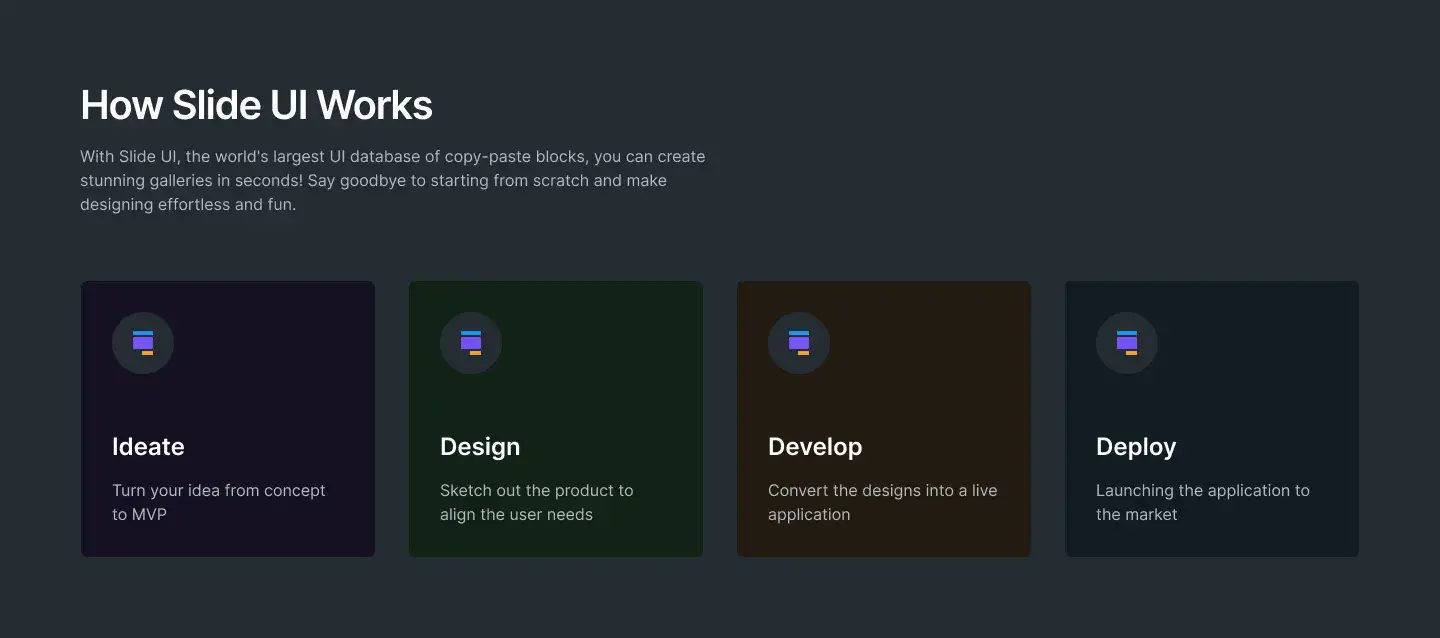 How Slide UI Works
With Slide UI, the world's largest UI database of copy-paste blocks, you can create
stunning galleries in seconds! Say goodbye to starting from scratch and make
designing effortless and fun.
Ideate
Turn your idea from concept
to MVP
Design
Sketch out the product to
align the user needs
Develop
Convert the designs into a live
application
Deploy
Launching the application to
the market